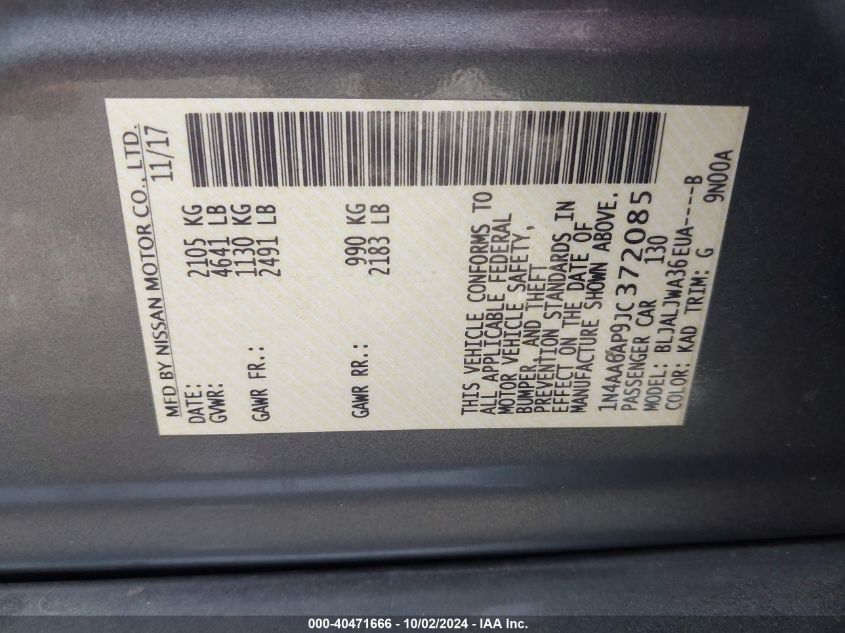 MFD BY NISSAN MOTOR CO., LTD.
DATE: 11/17
GVWR: 2105 KG
4641 LB
GAWR FR.: 1130 KG
2491 LB
GAWR RR.: 990 KG
2183 LB
THIS VEHICLE CONFORMS TO
ALL APPLICABLE FEDERAL
MOTOR VEHICLE SAFETY,
BUMPER, AND THEFT
PREVENTION STANDARDS IN
EFFECT ON THE DATE OF
MANUFACTURE SHOWN ABOVE.
1N4AA6AP9JC372085
PASSENGER CAR 130
MODEL: BLJALJWA36EUA----B
COLOR: KAD TRIM: G 9N00A
000-40471666 - 10/02/2024 - IAA Inc.